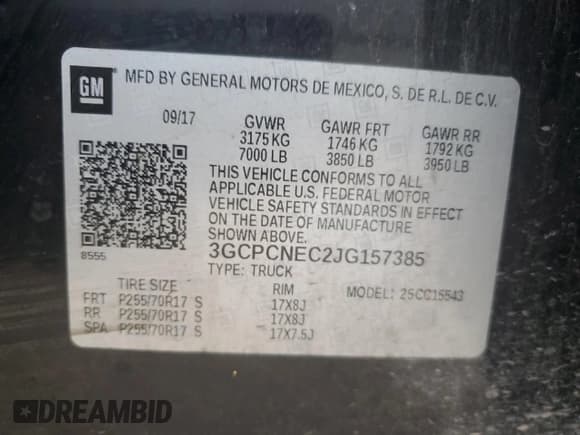 GM
MFD BY GENERAL MOTORS DE MEXICO, S. DE R.L. DE C.V.
09/17 GVWR GAWR FRT GAWR RR
3175 KG 1746 KG 1792 KG
7000 LB 3850 LB 3950 LB
THIS VEHICLE CONFORMS TO ALL
APPLICABLE U.S. FEDERAL MOTOR
VEHICLE SAFETY STANDARDS IN EFFECT
ON THE DATE OF MANUFACTURE
SHOWN ABOVE.
8555 3GCPCNEC2JG157385
TYPE: TRUCK
TIRE SIZE RIM MODEL: 25CC15543
FRT P255/70R17 S 17X8J
RR P255/70R17 S 17X8J
SPA P255/70R17 S 17X7.5J
DREAMBID